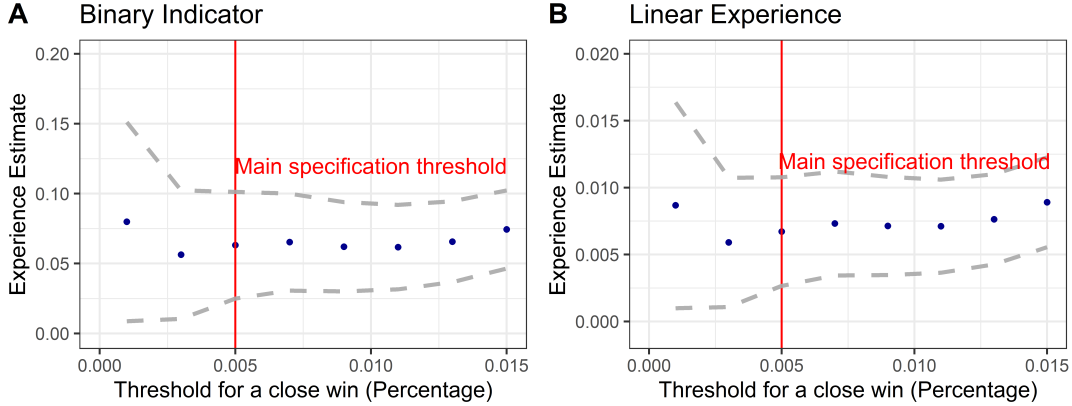 A Binary Indicator
Experience Estimate
0.20
0.15
0.10
0.05
0.00
Main specification threshold
0.000 0.005 0.010 0.015
Threshold for a close win (Percentage)
B Linear Experience
Experience Estimate
0.020
0.015
0.010
0.005
0.000
Main specification threshold
0.000 0.005 0.010 0.015
Threshold for a close win (Percentage)